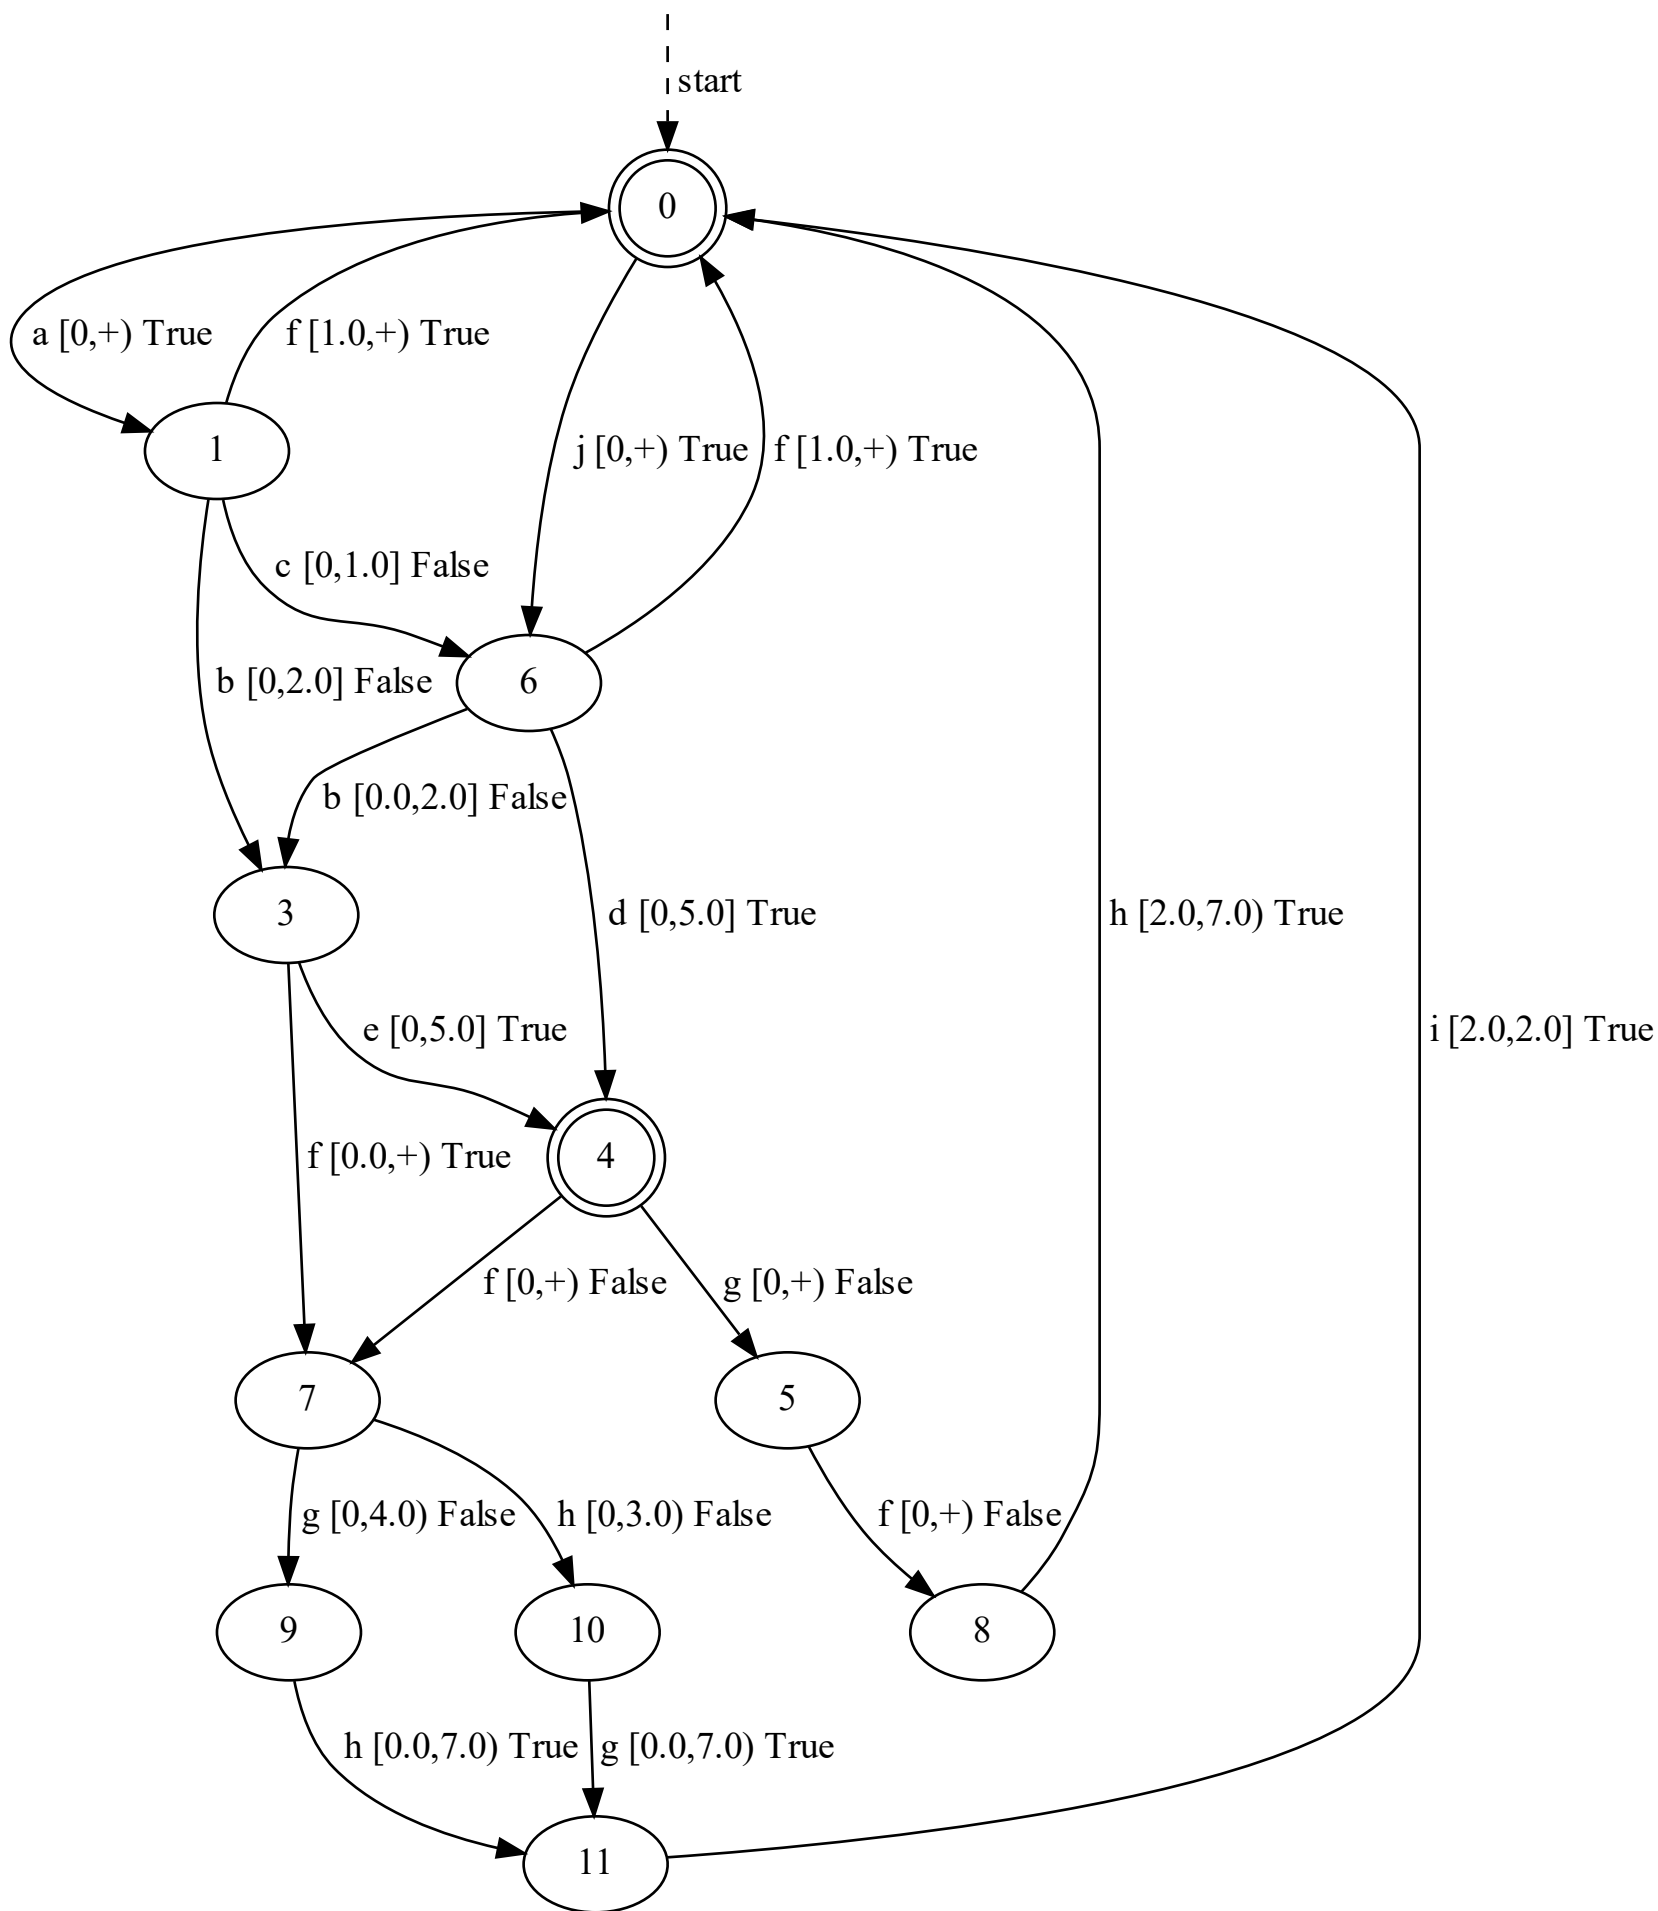 start
0
a [0,+) True
f [1.0,+) True
1
j [0,+) True
f [1.0,+) True
c [0,1.0] False
b [0,2.0] False
6
b [0.0,2.0] False
3
d [0,5.0] True
h [2.0,7.0) True
e [0,5.0] True
i [2.0,2.0] True
f [0.0,+) True
4
f [0,+) False
g [0,+) False
7
5
g [0,4.0) False
h [0,3.0) False
f [0,+) False
9
10
8
h [0.0,7.0) True
g [0.0,7.0) True
11